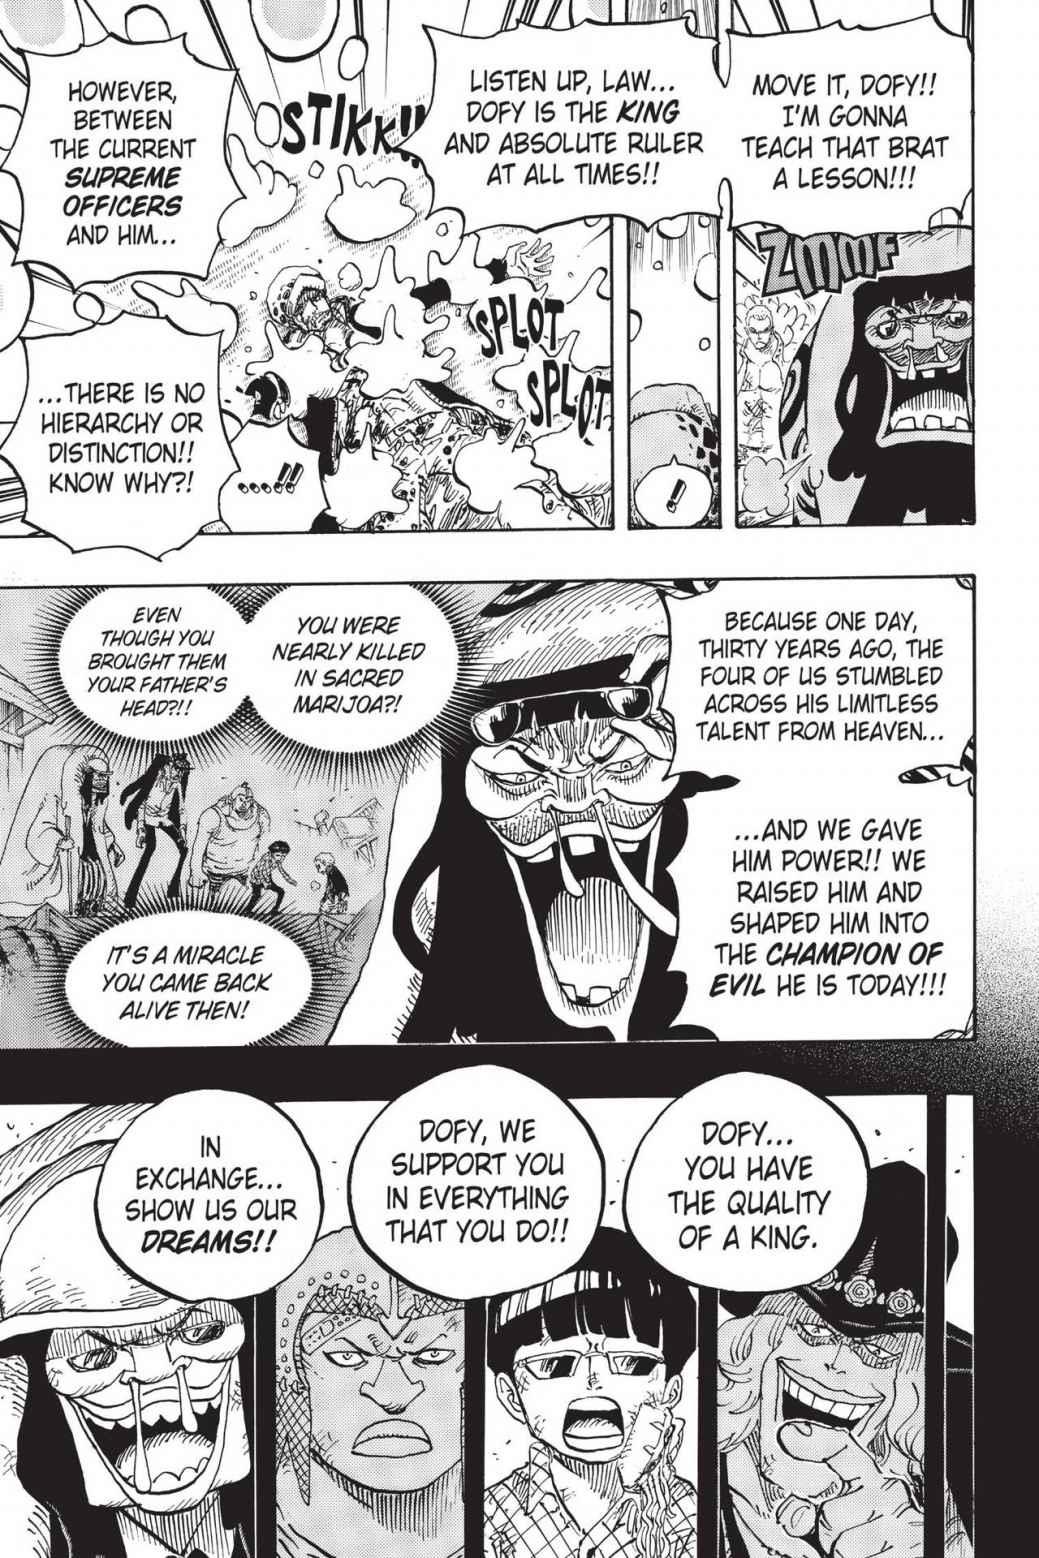 MOVE IT, DOFY!!
I'M GONNA
TEACH THAT BRAT
A LESSON!!!
ZMMF
!
LISTEN UP, LAW...
DOFY IS THE KING
AND ABSOLUTE RULER
AT ALL TIMES!!
STIKK!!
SPLOT
SPLOT
HOWEVER,
BETWEEN
THE CURRENT
SUPREME
OFFICERS
AND HIM...
...THERE IS NO
HIERARCHY OR
DISTINCTION!!
KNOW WHY?!
....!!
BECAUSE ONE DAY,
THIRTY YEARS AGO, THE
FOUR OF US STUMBLED
ACROSS HIS LIMITLESS
TALENT FROM HEAVEN...
...AND WE GAVE
HIM POWER!! WE
RAISED HIM AND
SHAPED HIM INTO
THE CHAMPION OF
EVIL HE IS TODAY!!!
YOU WERE
NEARLY KILLED
IN SACRED
MARIJOA?!
EVEN
THOUGH YOU
BROUGHT THEM
YOUR FATHER'S
HEAD?!!
IT'S A MIRACLE
YOU CAME BACK
ALIVE THEN!
DOFY...
YOU HAVE
THE QUALITY
OF A KING.
DOFY, WE
SUPPORT YOU
IN EVERYTHING
THAT YOU DO!!
IN
EXCHANGE...
SHOW US OUR
DREAMS!!